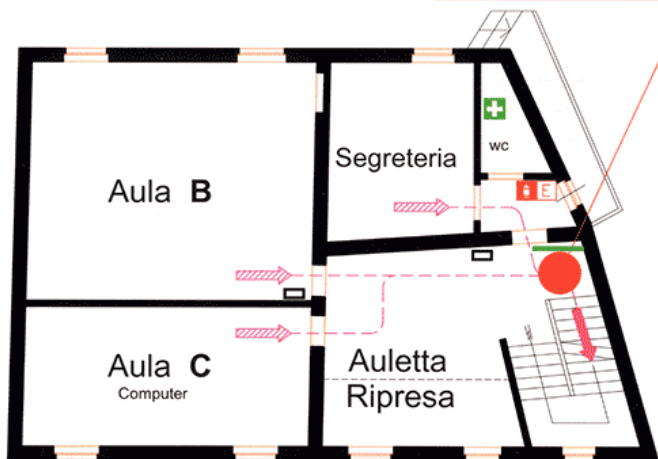 Segreteria
wc
E
Aula B
Aula C
Computer
Auletta
Ripresa